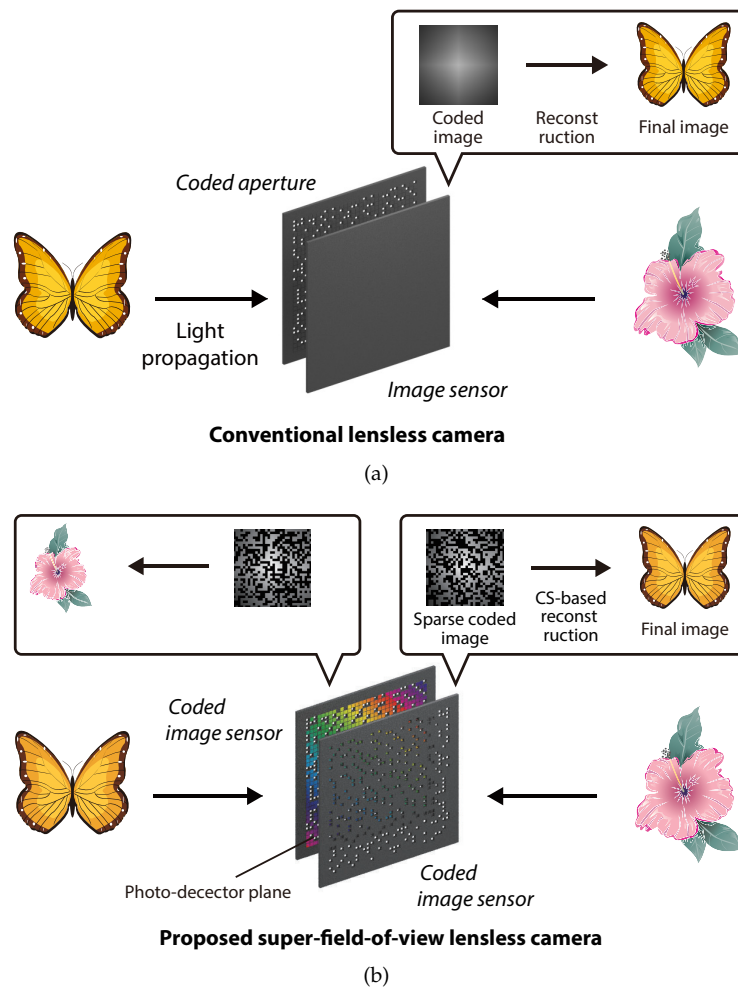 Coded
image
Reconst
ruction
Final image
Coded aperture
Light
propagation
Image sensor
Conventional lensless camera
(a)
Sparse coded
image
CS-based
reconst
ruction
Final image
Coded
image sensor
Photo-decector plane
Coded
image sensor
Proposed super-field-of-view lensless camera
(b)